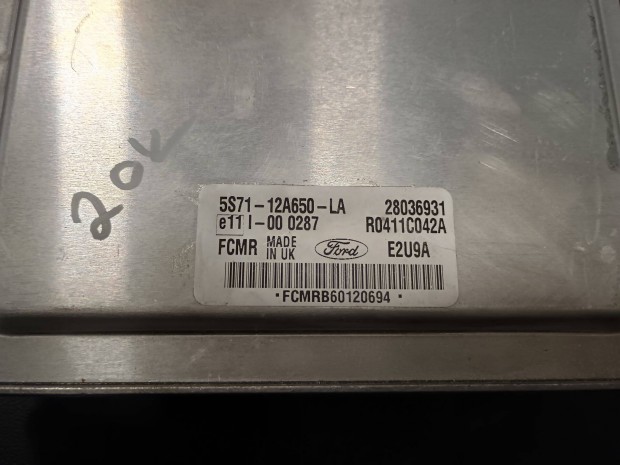 20K
5S71-12A650-LA 28036931
e11 I-00 0287 R0411C042A
FCMR MADE IN UK Ford E2U9A
• FCMRB60120694 •